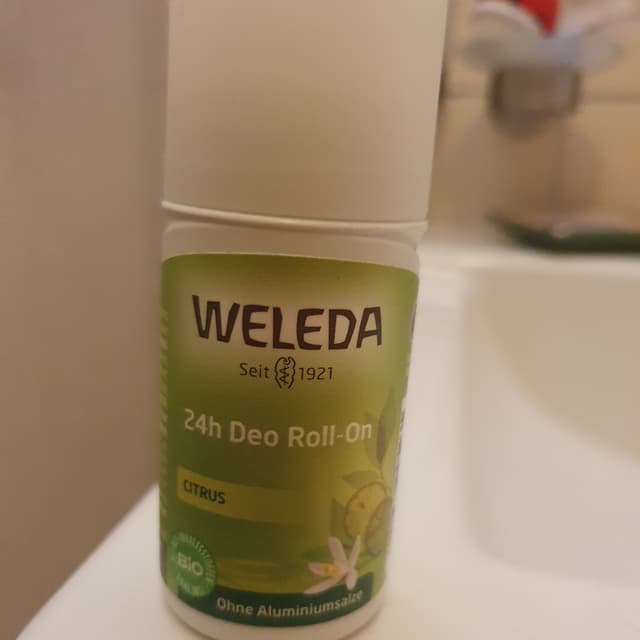 WELEDA
Seit 1921
24h Deo Roll-On
CITRUS
BIO
Ohne Aluminiumsalze